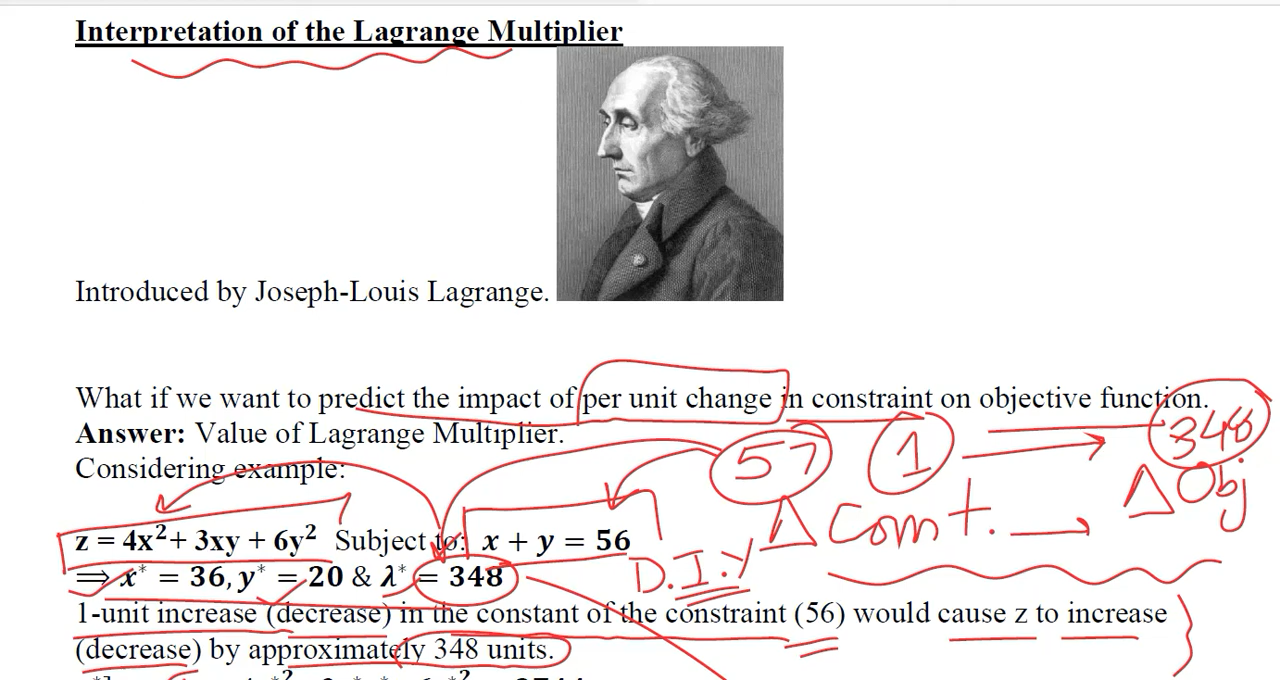 Interpretation of the Lagrange Multiplier
Introduced by Joseph-Louis Lagrange.
What if we want to predict the impact of per unit change in constraint on objective function.
Answer: Value of Lagrange Multiplier.
Considering example:
57 1 348
Δ Const. Δ Obj
z = 4x²+ 3xy + 6y² Subject to: x + y = 56
⟹ x* = 36, y* = 20 & λ* = 348
D.I.Y
1-unit increase (decrease) in the constant of the constraint (56) would cause z to increase
(decrease) by approximately 348 units.